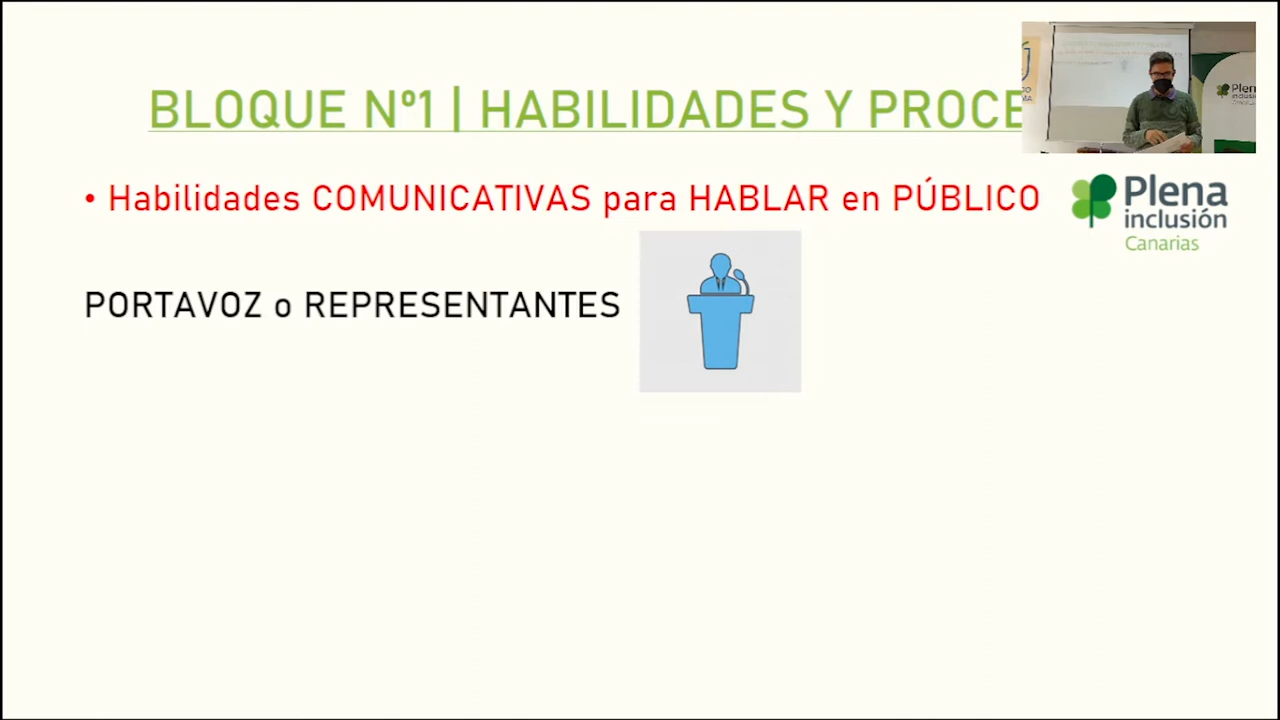 BLOQUE Nº1 | HABILIDADES Y PROCE
• Habilidades COMUNICATIVAS para HABLAR en PÚBLICO
Plena
inclusión
Canarias
PORTAVOZ o REPRESENTANTES